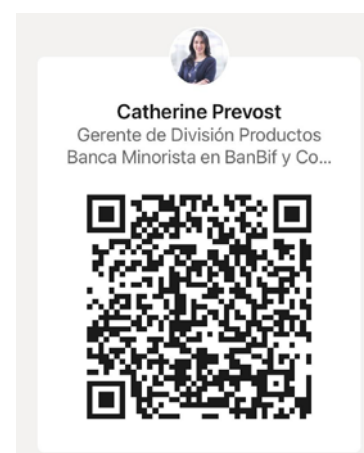 Catherine Prevost
Gerente de División Productos
Banca Minorista en BanBif y Co...